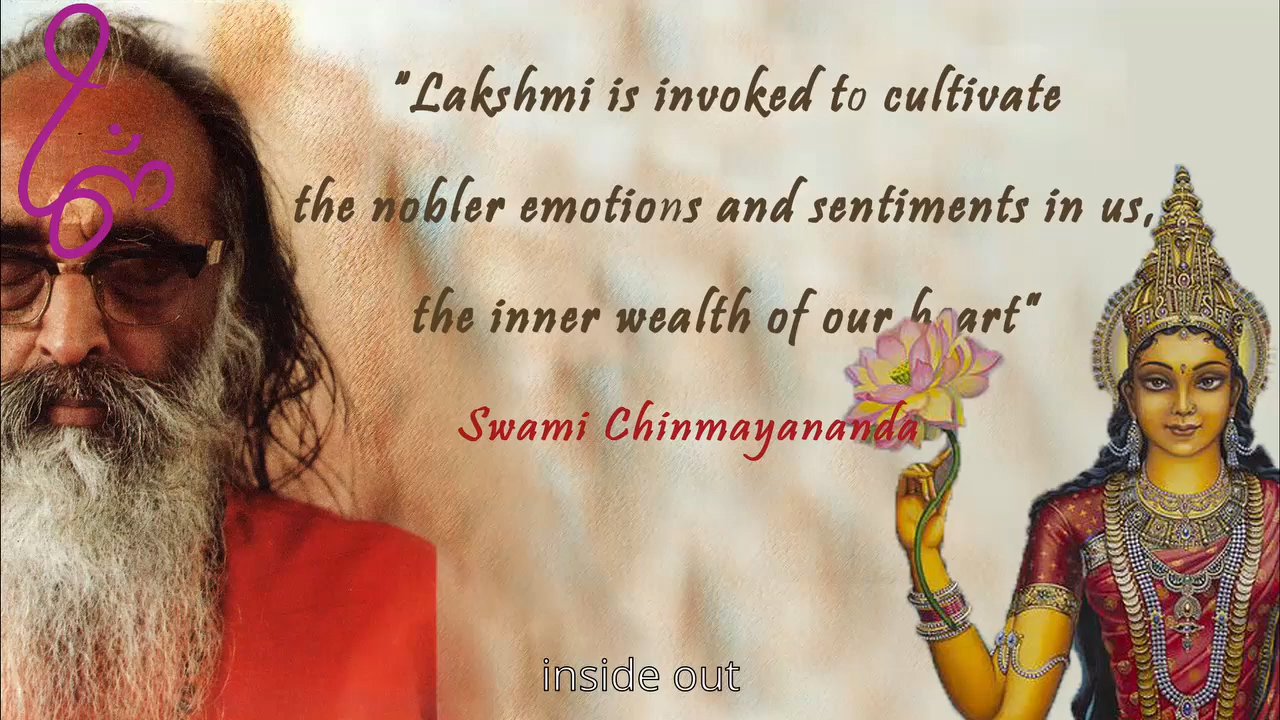 "Lakshmi is invoked to cultivate
the nobler emotions and sentiments in us,
the inner wealth of our heart"
Swami Chinmayananda
inside out